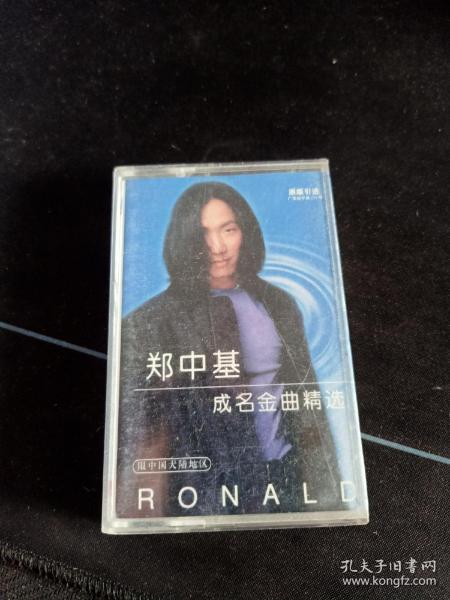 原版引进
郑中基
成名金曲精选
限中国大陆地区
RONALD
孔夫子旧书网
www.kongfz.com